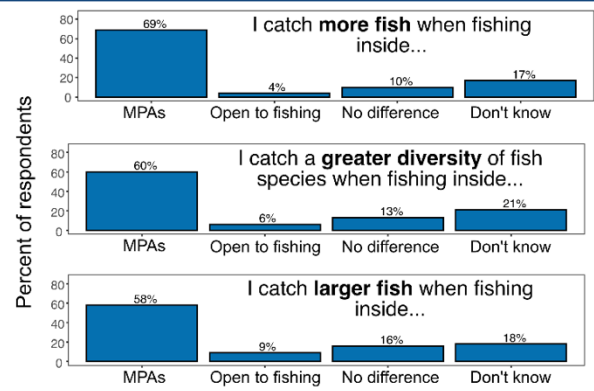 Percent of respondents
I catch more fish when fishing
inside...
80
60
40
20
0
69%
4%
10%
17%
MPAs Open to fishing No difference Don't know
I catch a greater diversity of fish
species when fishing inside...
80
60
40
20
0
60%
6%
13%
21%
MPAs Open to fishing No difference Don't know
I catch larger fish when fishing
inside...
80
60
40
20
0
58%
9%
16%
18%
MPAs Open to fishing No difference Don't know